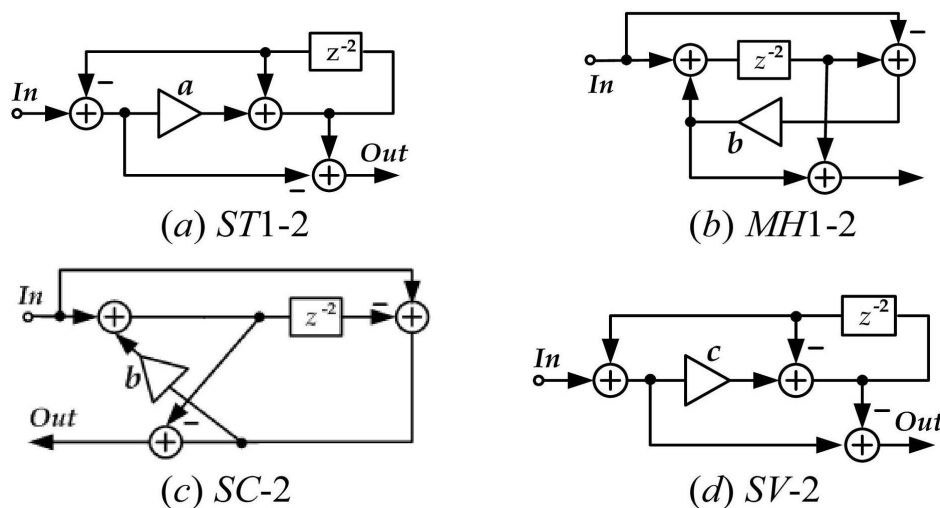 z⁻²
a
In
Out
(a) ST1-2
z⁻²
In
b
(b) MH1-2
In
z⁻²
b
Out
(c) SC-2
z⁻²
In
c
Out
(d) SV-2